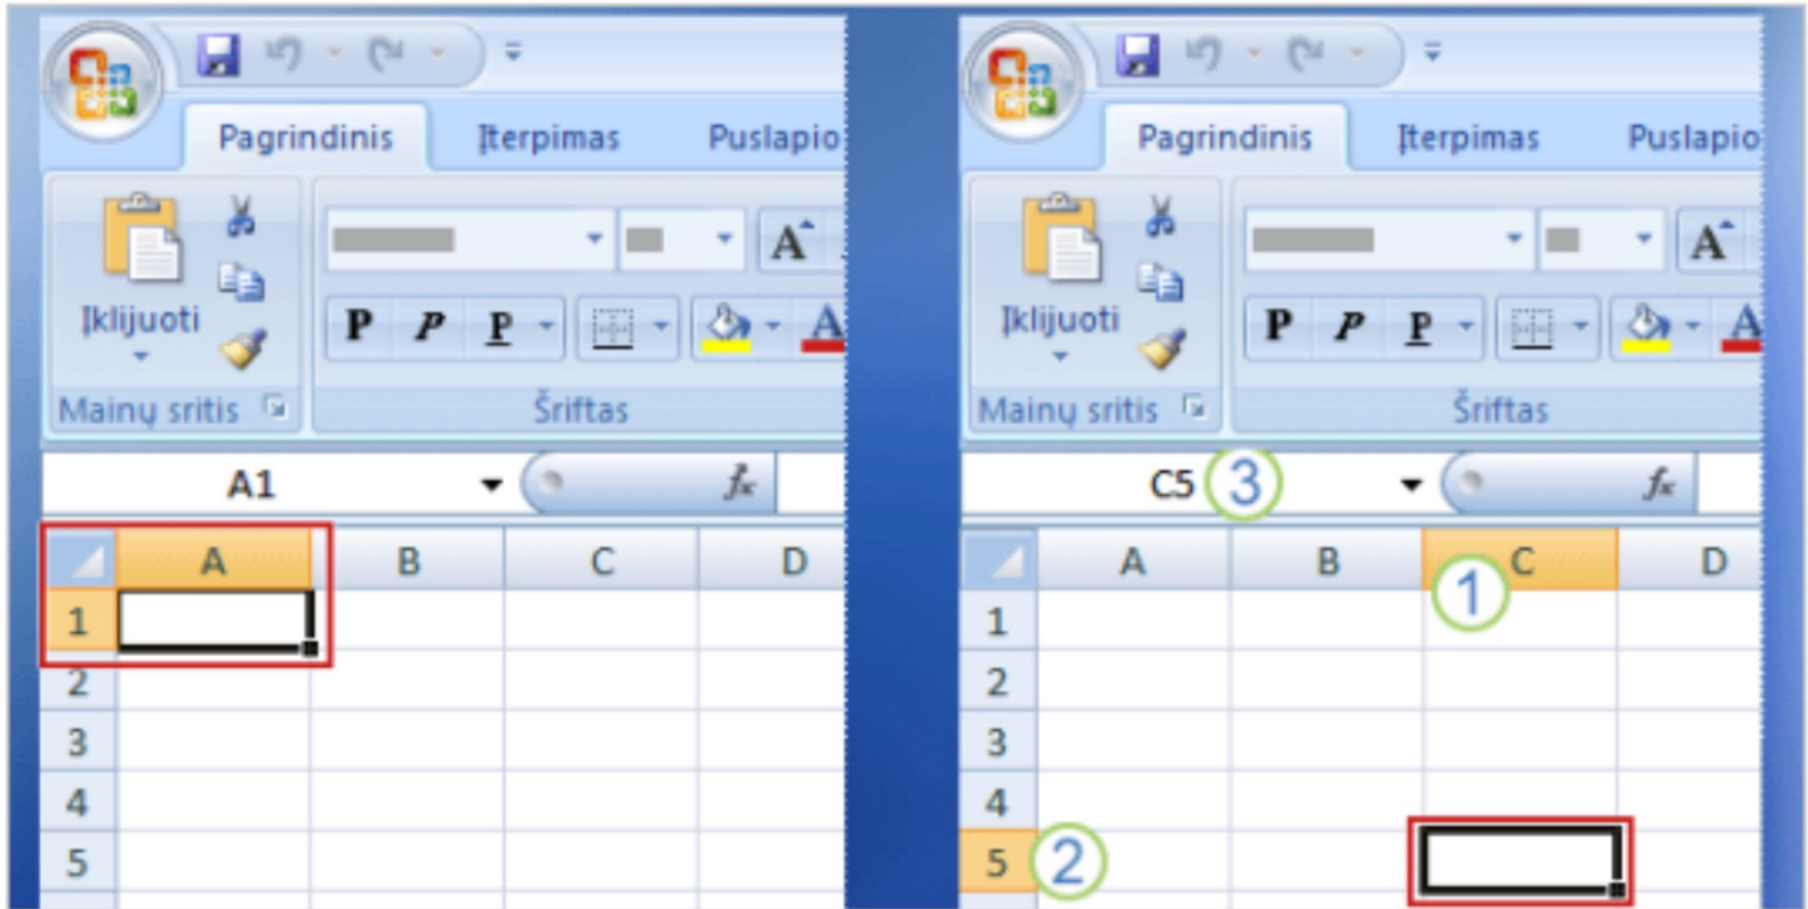 Pagrindinis Įterpimas Puslapio
A
Įklijuoti
P P P A
Mainų sritis Šriftas
A1 fx
A B C D
1
2
3
4
5
Pagrindinis Įterpimas Puslapio
A
Įklijuoti
P P P A
Mainų sritis Šriftas
C5 3 fx
A B C D
1
1
2
3
4
5 2